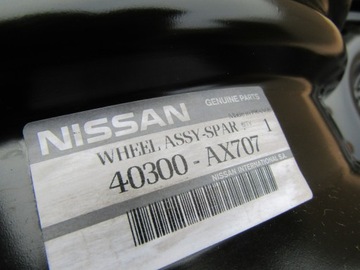 NISSAN
GENUINE PARTS
WHEEL ASSY-SPAR 1
40300 - AX707
NISSAN INTERNATIONAL S.A.